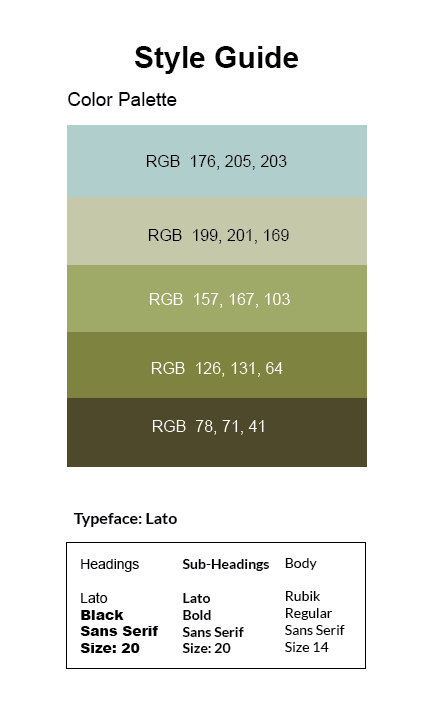 Style Guide
Color Palette
RGB  176, 205, 203
RGB  199, 201, 169
RGB  157, 167, 103
RGB  126, 131, 64
RGB  78, 71, 41
Typeface: Lato
Headings
Lato
Black
Sans Serif
Size: 20
Sub-Headings
Lato
Bold
Sans Serif
Size: 20
Body
Rubik
Regular
Sans Serif
Size 14